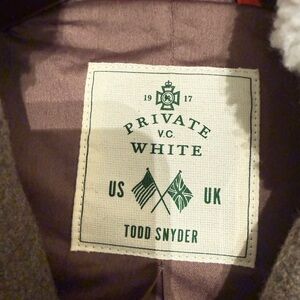 19 17
PRIVATE
V.C.
WHITE
US UK
TODD SNYDER